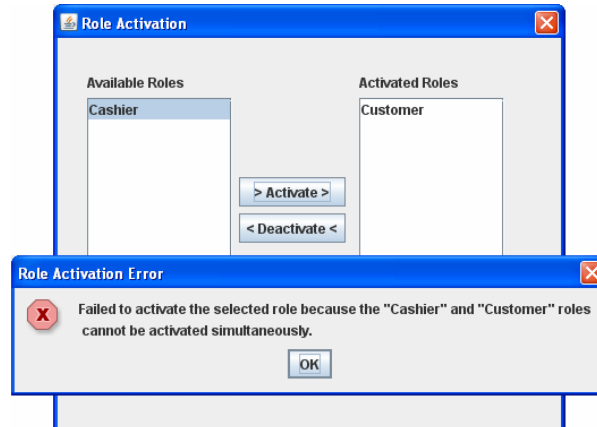 Role Activation
Available Roles
Activated Roles
Cashier
Customer
> Activate >
< Deactivate <
Role Activation Error
Failed to activate the selected role because the "Cashier" and "Customer" roles
cannot be activated simultaneously.
OK